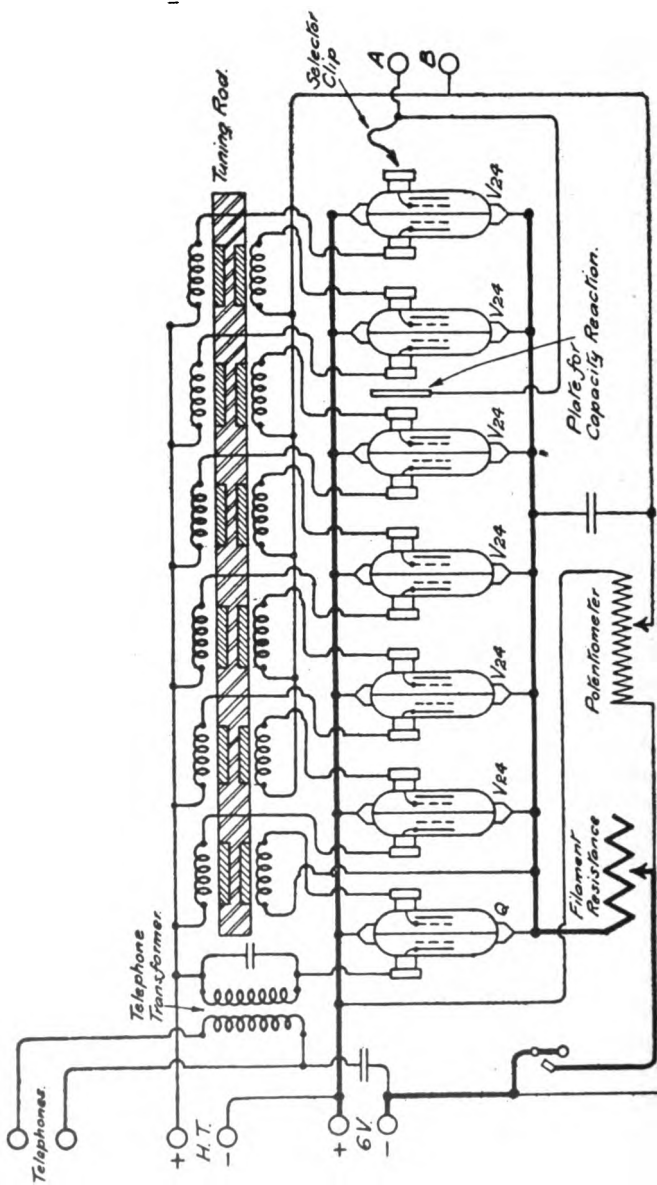 Telephones.
+
H.T.
-
+
6V.
-
Telephone
Transformer.
Tuning Rod.
Selector
Clip
A
B
Q
V24
V24
V24
V24
V24
V24
Plate for
Capacity Reaction.
Filament
Resistance
Potentiometer